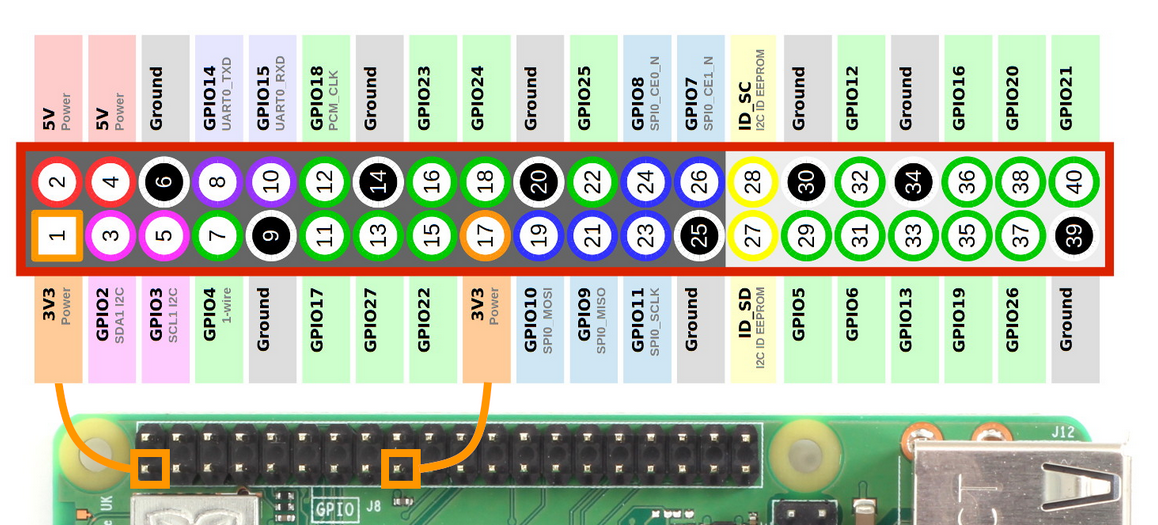 5V
Power
5V
Power
Ground
GPIO14
UART0_TXD
GPIO15
UART0_RXD
GPIO18
PCM_CLK
Ground
GPIO23
GPIO24
Ground
GPIO25
GPIO8
SPI0_CE0_N
GPIO7
SPI0_CE1_N
ID_SC
I2C ID EEPROM
Ground
GPIO12
Ground
GPIO16
GPIO20
GPIO21
2 4 6 8 10 12 14 16 18 20 22 24 26 28 30 32 34 36 38 40
1 3 5 7 9 11 13 15 17 19 21 23 25 27 29 31 33 35 37 39
3V3
Power
GPIO2
SDA1 I2C
GPIO3
SCL1 I2C
GPIO4
1-wire
Ground
GPIO17
GPIO27
GPIO22
3V3
Power
GPIO10
SPI0_MOSI
GPIO9
SPI0_MISO
GPIO11
SPI0_SCLK
Ground
ID_SD
I2C ID EEPROM
GPIO5
GPIO6
GPIO13
GPIO19
GPIO26
Ground
J12
UK
GPIO
J8